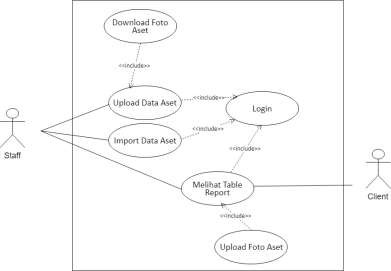 Download Foto
Aset
<<include>>
Upload Data Aset
<<include>>
Login
Import Data Aset
<<include>>
<<include>>
Staff
Melihat Table
Report
Client
<<include>>
Upload Foto Aset